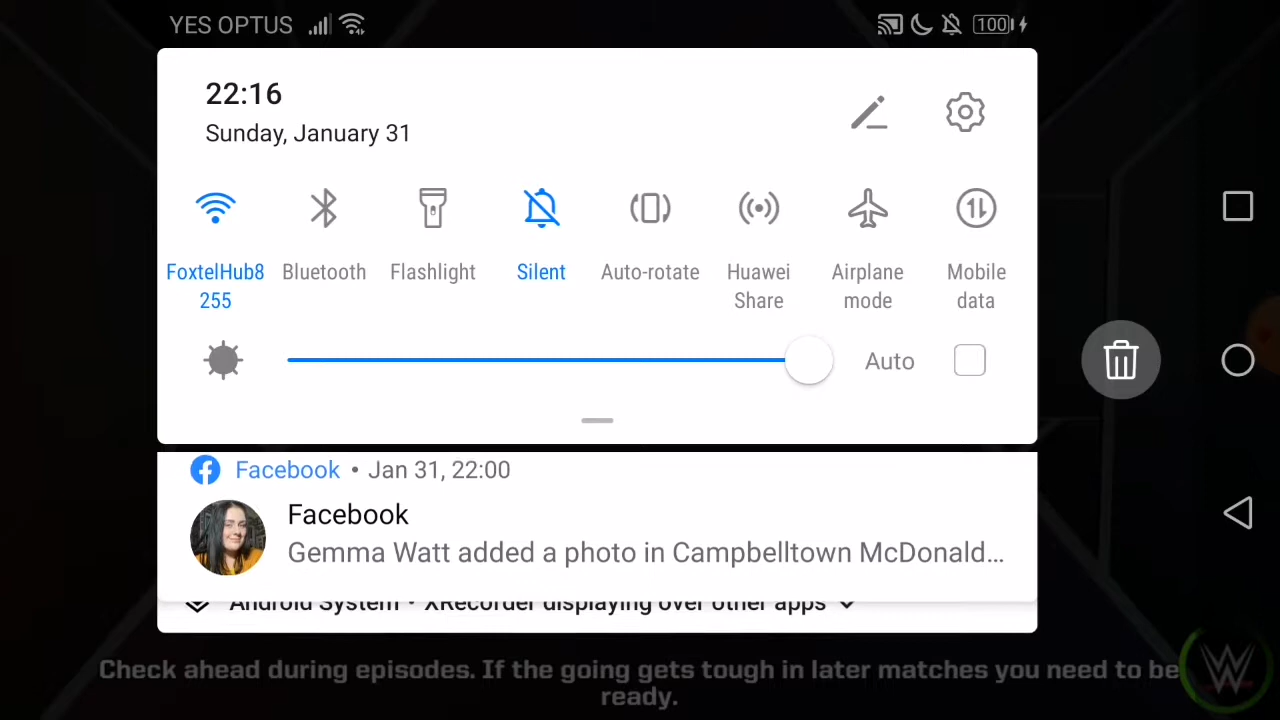 YES OPTUS
100
22:16
Sunday, January 31
FoxtelHub8
255
Bluetooth
Flashlight
Silent
Auto-rotate
Huawei
Share
Airplane
mode
Mobile
data
Auto
Facebook • Jan 31, 22:00
Facebook
Gemma Watt added a photo in Campbelltown McDonald...
Android System • XRecorder displaying over other apps
Check ahead during episodes. If the going gets tough in later matches you need to be
ready.
W